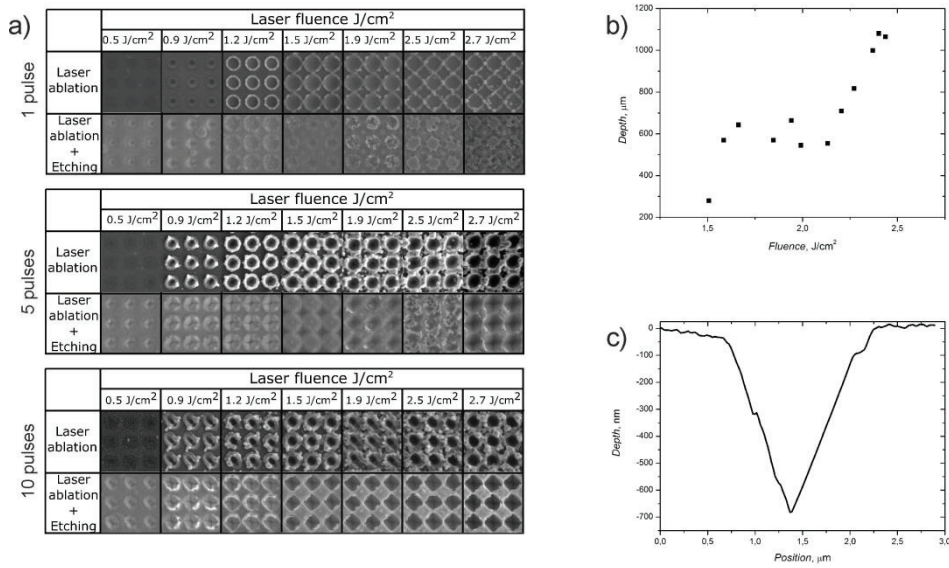 a)
Laser fluence J/cm2
0.5 J/cm2 0.9 J/cm2 1.2 J/cm2 1.5 J/cm2 1.9 J/cm2 2.5 J/cm2 2.7 J/cm2
1 pulse
Laser
ablation
Laser
ablation
+
Etching
Laser fluence J/cm2
0.5 J/cm2 0.9 J/cm2 1.2 J/cm2 1.5 J/cm2 1.9 J/cm2 2.5 J/cm2 2.7 J/cm2
5 pulses
Laser
ablation
Laser
ablation
+
Etching
Laser fluence J/cm2
0.5 J/cm2 0.9 J/cm2 1.2 J/cm2 1.5 J/cm2 1.9 J/cm2 2.5 J/cm2 2.7 J/cm2
10 pulses
Laser
ablation
Laser
ablation
+
Etching
b)
1200
1000
800
600
400
200
Depth, μm
1,5 2,0 2,5
Fluence, J/cm2
c)
0
-100
-200
-300
-400
-500
-600
-700
Depth, nm
0,0 0,5 1,0 1,5 2,0 2,5 3,0
Position, μm